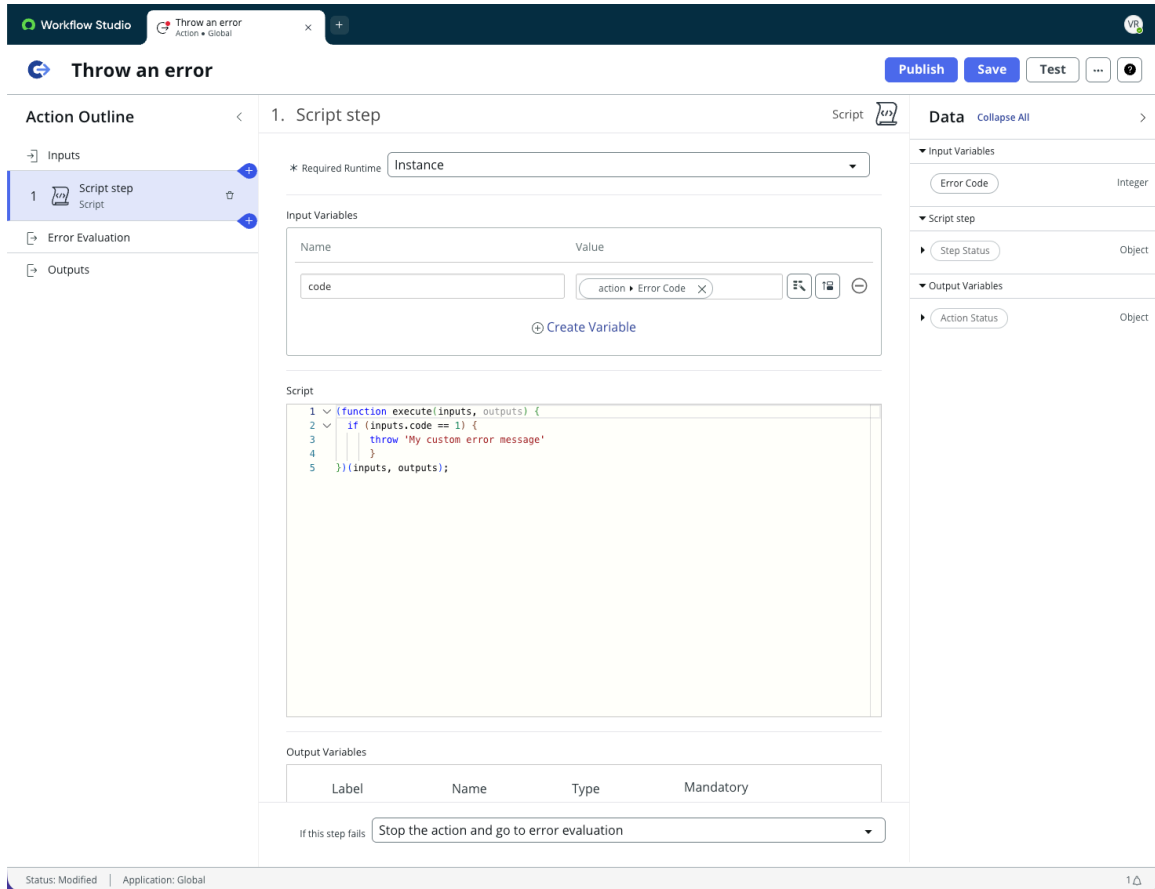 Workflow Studio
Throw an error
Action • Global
VR
Throw an error
Publish
Save
Test
...
?
Action Outline
Inputs
1
Script step
Script
Error Evaluation
Outputs
1. Script step
Script
* Required Runtime
Instance
Input Variables
Name
Value
code
action ▸ Error Code
Create Variable
Script
1 (function execute(inputs, outputs) {
2 if (inputs.code == 1) {
3 throw 'My custom error message'
4 }
5 })(inputs, outputs);
Output Variables
Label Name Type Mandatory
If this step fails
Stop the action and go to error evaluation
Data
Collapse All
Input Variables
Error Code
Integer
Script step
Step Status
Object
Output Variables
Action Status
Object
Status: Modified | Application: Global
1